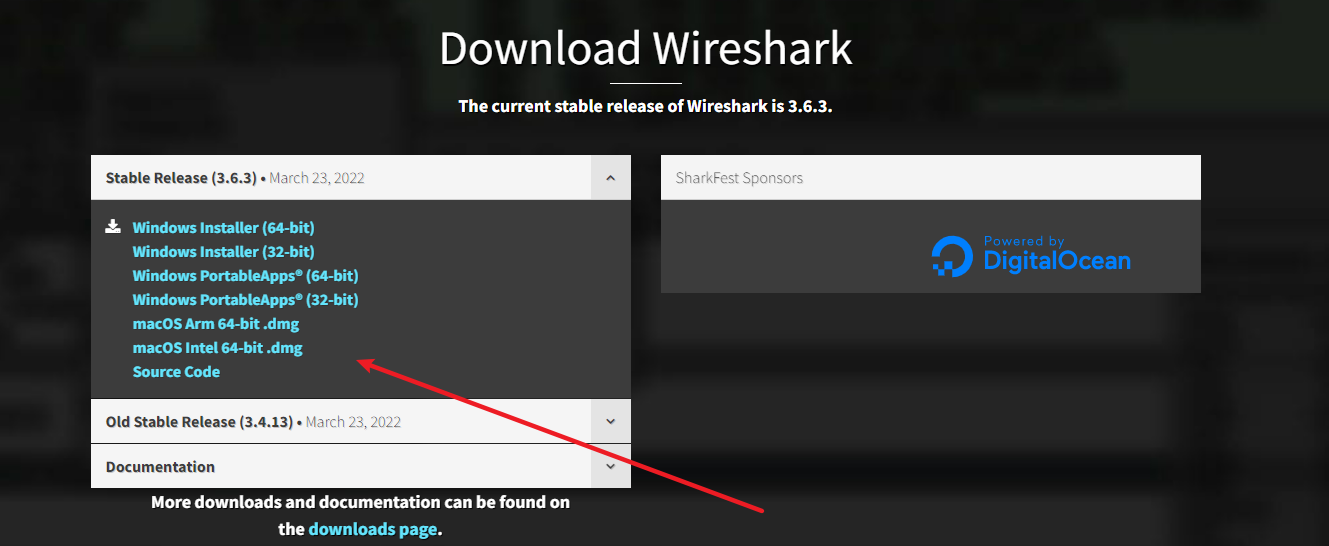 Download Wireshark
The current stable release of Wireshark is 3.6.3.
Stable Release (3.6.3) • March 23, 2022
Windows Installer (64-bit)
Windows Installer (32-bit)
Windows PortableApps® (64-bit)
Windows PortableApps® (32-bit)
macOS Arm 64-bit .dmg
macOS Intel 64-bit .dmg
Source Code
Old Stable Release (3.4.13) • March 23, 2022
Documentation
More downloads and documentation can be found on
the downloads page.
SharkFest Sponsors
Powered by
DigitalOcean